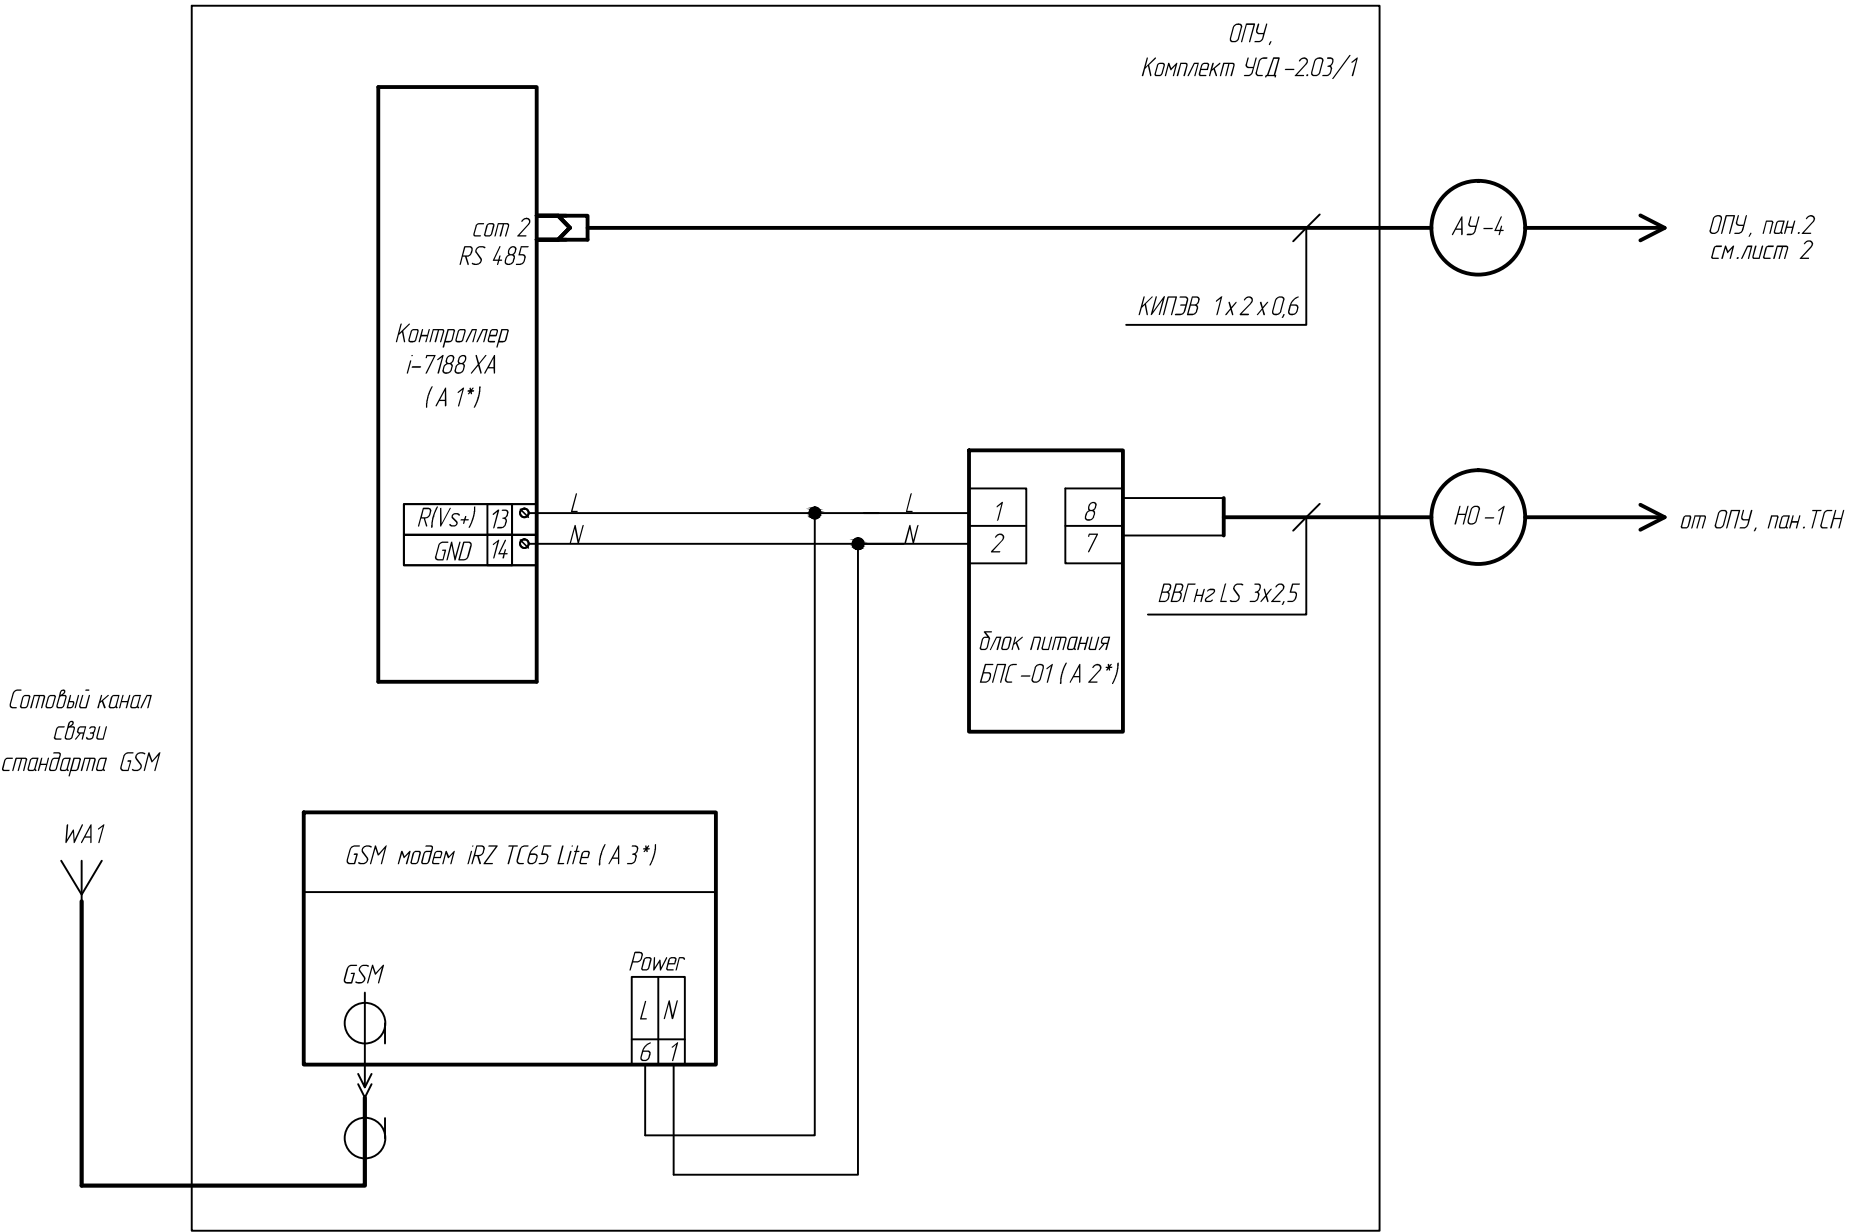 ОПУ,
Комплект УСД-2.03/1
com 2
RS 485
АУ-4
ОПУ, пан.2
см.лист 2
КИПЭВ 1x2x0,6
Контроллер
i-7188 XA
(A 1*)
L
L
R(Vs+) 13
N
N
GND 14
1
2
8
7
НО-1
от ОПУ, пан.ТСН
ВВГнг LS 3x2,5
блок питания
БПС-01 (A 2*)
Сотовый канал
связи
стандарта GSM
WA1
GSM модем iRZ TC65 Lite (A 3*)
GSM
Power
L N
6 1